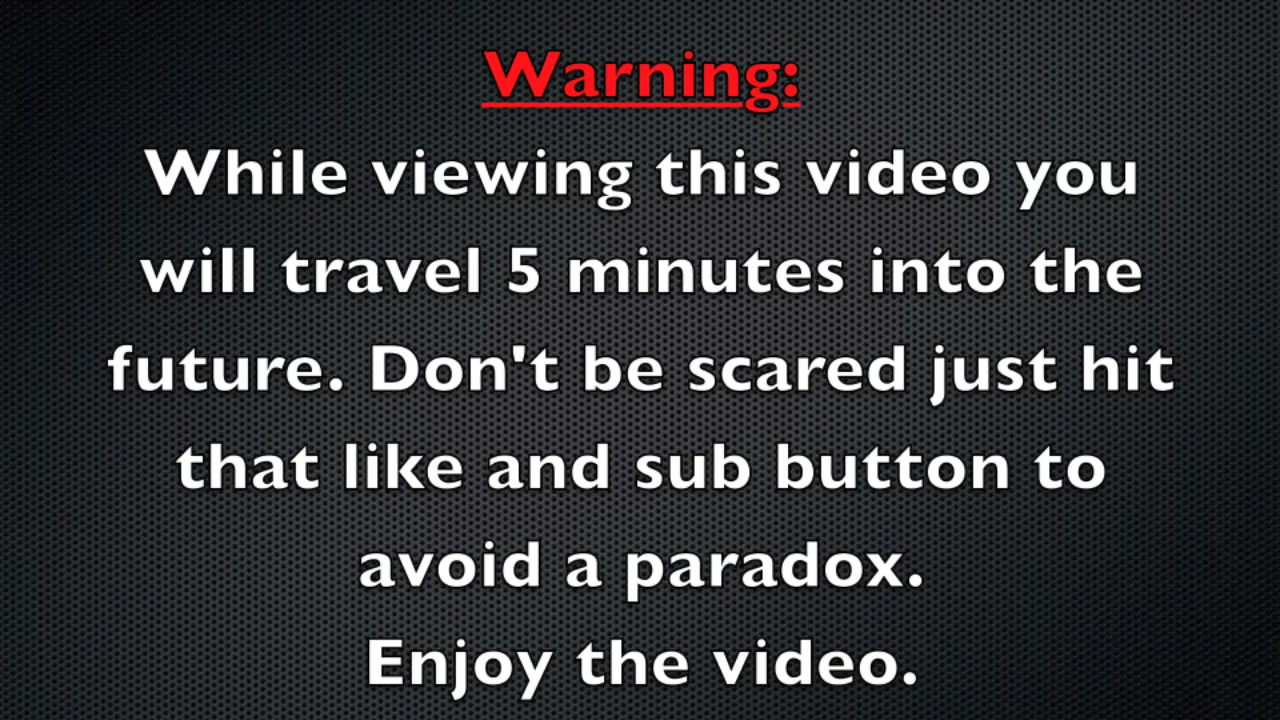 Warning:
While viewing this video you
will travel 5 minutes into the
future. Don't be scared just hit
that like and sub button to
avoid a paradox.
Enjoy the video.